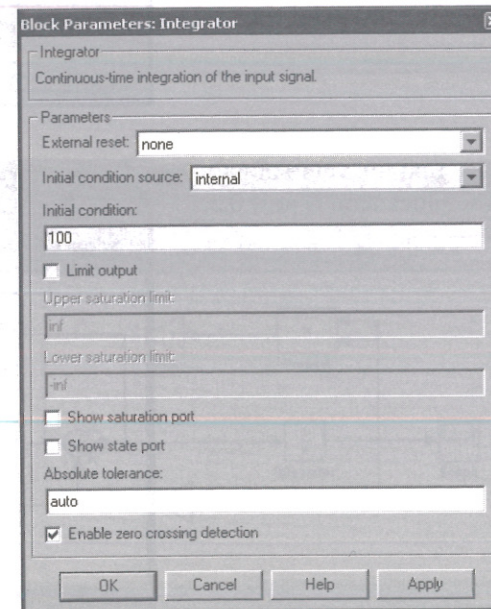 Block Parameters: Integrator
Integrator
Continuous-time integration of the input signal.
Parameters
External reset: none
Initial condition source: internal
Initial condition:
100
Limit output
Upper saturation limit:
inf
Lower saturation limit:
-inf
Show saturation port
Show state port
Absolute tolerance:
auto
Enable zero crossing detection
OK
Cancel
Help
Apply